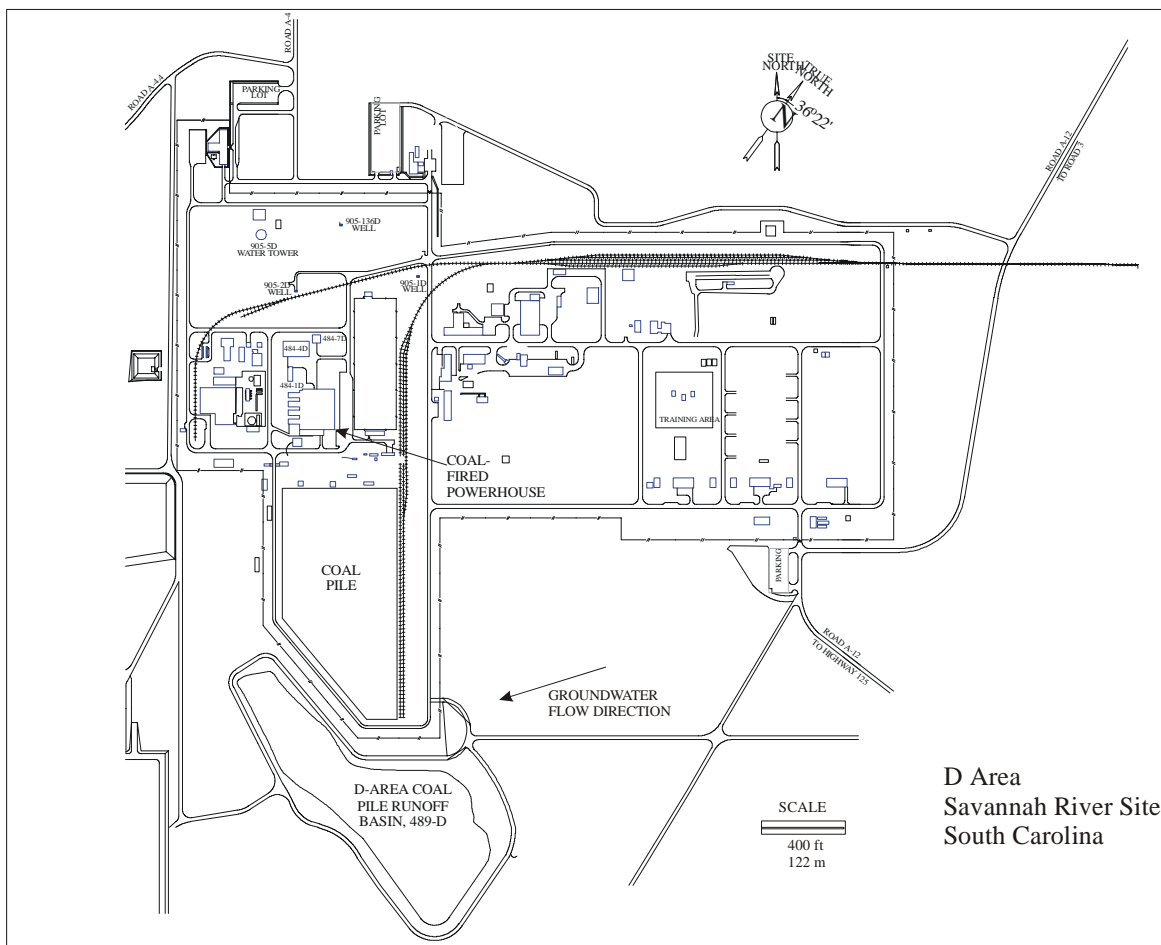 ROAD A-4
ROAD A-4.4
PARKING
LOT
PARKING
LOT
SITE
NORTH
TRUE
NORTH
N
36°22'
ROAD A-12
TO ROAD 3
905-136D
WELL
905-5D
WATER TOWER
905-2D
WELL
905-1D
WELL
484-7D
484-4D
484-1D
TRAINING AREA
COAL-
FIRED
POWERHOUSE
COAL
PILE
PARKING
ROAD A-12
TO HIGHWAY 125
GROUNDWATER
FLOW DIRECTION
D-AREA COAL
PILE RUNOFF
BASIN, 489-D
SCALE
400 ft
122 m
D Area
Savannah River Site
South Carolina